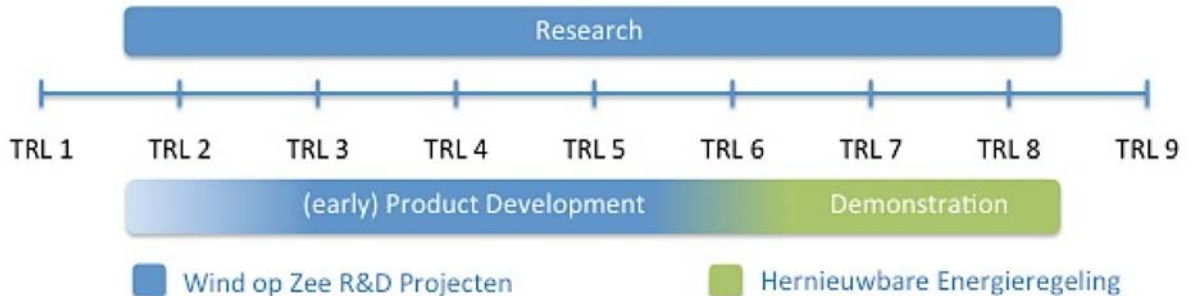 Research
TRL 1 TRL 2 TRL 3 TRL 4 TRL 5 TRL 6 TRL 7 TRL 8 TRL 9
(early) Product Development Demonstration
Wind op Zee R&D Projecten Hernieuwbare Energieregeling